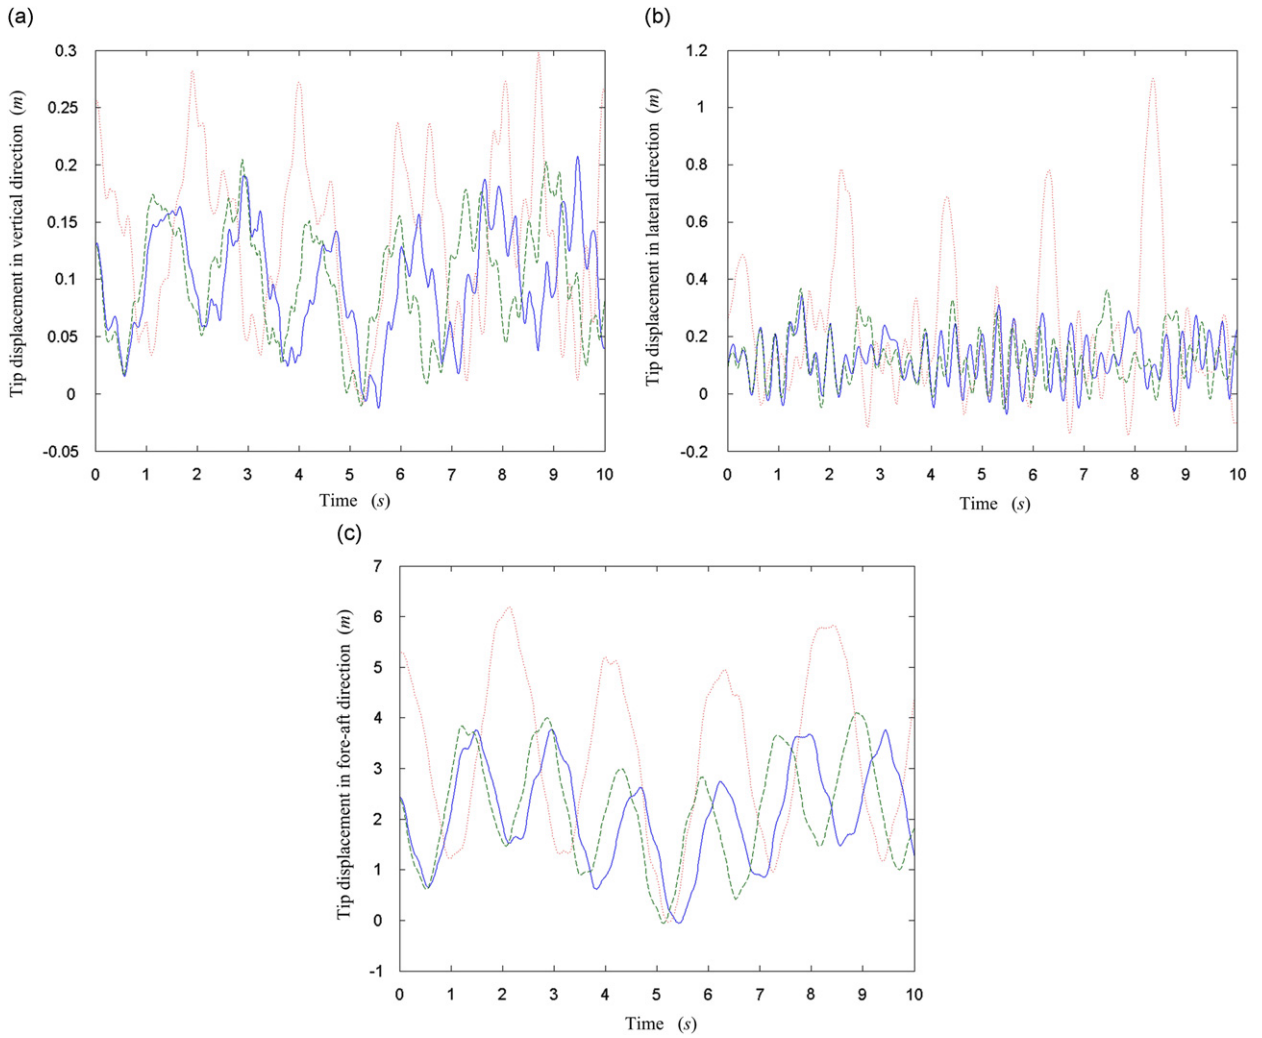 (a)
Tip displacement in vertical direction (m)
0.3
0.25
0.2
0.15
0.1
0.05
0
-0.05
0 1 2 3 4 5 6 7 8 9 10
Time (s)
(b)
Tip displacement in lateral direction (m)
1.2
1
0.8
0.6
0.4
0.2
0
-0.2
0 1 2 3 4 5 6 7 8 9 10
Time (s)
(c)
Tip displacement in fore-aft direction (m)
7
6
5
4
3
2
1
0
-1
0 1 2 3 4 5 6 7 8 9 10
Time (s)